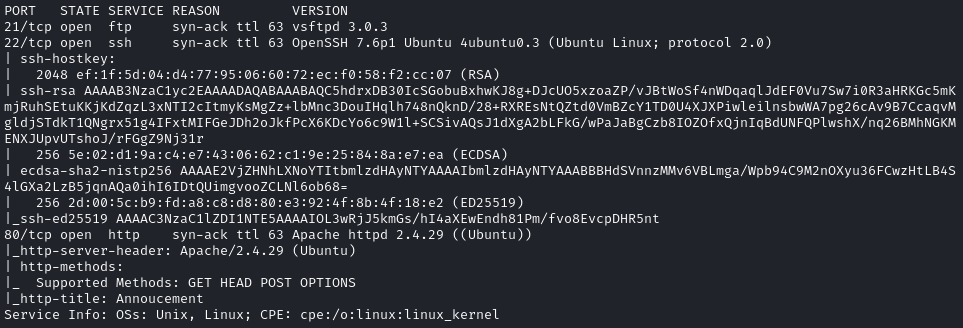 PORT   STATE SERVICE REASON         VERSION
21/tcp open  ftp     syn-ack ttl 63 vsftpd 3.0.3
22/tcp open  ssh     syn-ack ttl 63 OpenSSH 7.6p1 Ubuntu 4ubuntu0.3 (Ubuntu Linux; protocol 2.0)
| ssh-hostkey:
|   2048 ef:1f:5d:04:d4:77:95:06:60:72:ec:f0:58:f2:cc:07 (RSA)
| ssh-rsa AAAAB3NzaC1yc2EAAAADAQABAAABAQC5hdrxDB30IcSGobuBxhwKJ8g+DJcUO5xzoaZP/vJBtWoSf4nWDqaqlJdEF0Vu7Sw7i0R3aHRKGc5mK
mjRuhSEtuKKjKdZqzL3xNTI2cItmyKsMgZz+lbMnc3DouIHqlh748nQknD/28+RXREsNtQZtd0VmBZcY1TD0U4XJXPiwleilnsbwWA7pg26cAv9B7CcaqvM
gldjSTdkT1QNgrx51g4IFxtMIFGeJDh2oJkfPcX6KDcYo6c9W1l+SCSivAQsJ1dXgA2bLFkG/wPaJaBgCzb8IOZOfxQjnIqBdUNFQPlwshX/nq26BMhNGKM
ENXJUpvUTshoJ/rFGgZ9Nj31r
|   256 5e:02:d1:9a:c4:e7:43:06:62:c1:9e:25:84:8a:e7:ea (ECDSA)
| ecdsa-sha2-nistp256 AAAAE2VjZHNhLXNoYTItbmlzdHAyNTYAAAAIbmlzdHAyNTYAAABBBHdSVnnzMMv6VBLmga/Wpb94C9M2nOXyu36FCwzHtLB4S
4lGXa2LzB5jqnAQa0ihI6IDtQUimgvooZCLNl6ob68=
|   256 2d:00:5c:b9:fd:a8:c8:d8:80:e3:92:4f:8b:4f:18:e2 (ED25519)
|_ssh-ed25519 AAAAC3NzaC1lZDI1NTE5AAAAIOL3wRjJ5kmGs/hI4aXEwEndh81Pm/fvo8EvcpDHR5nt
80/tcp open  http    syn-ack ttl 63 Apache httpd 2.4.29 ((Ubuntu))
|_http-server-header: Apache/2.4.29 (Ubuntu)
| http-methods:
|_  Supported Methods: GET HEAD POST OPTIONS
|_http-title: Annoucement
Service Info: OSs: Unix, Linux; CPE: cpe:/o:linux:linux_kernel